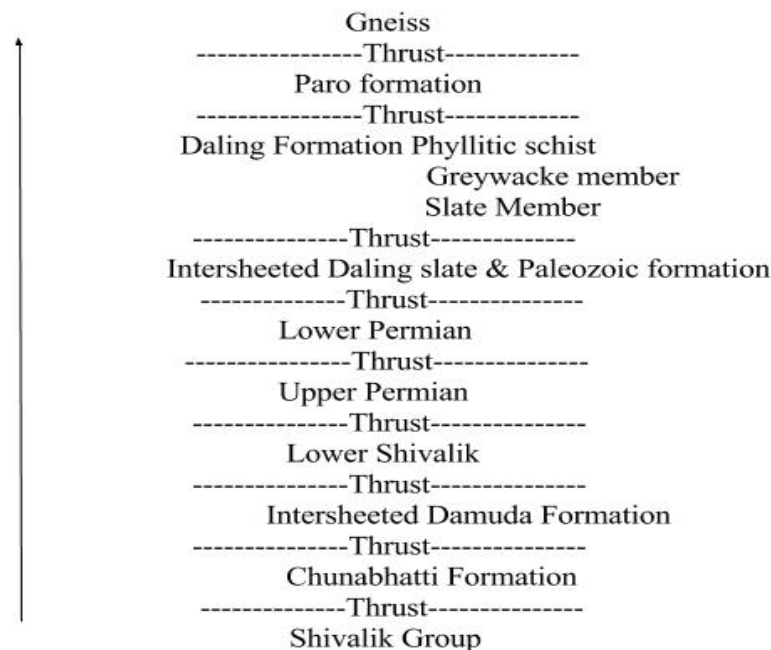 Gneiss
----------------Thrust-------------
Paro formation
----------------Thrust-------------
Daling Formation Phyllitic schist
Greywacke member
Slate Member
---------------Thrust--------------
Intersheeted Daling slate & Paleozoic formation
--------------Thrust---------------
Lower Permian
----------------Thrust---------------
Upper Permian
---------------Thrust---------------
Lower Shivalik
---------------Thrust---------------
Intersheeted Damuda Formation
---------------Thrust---------------
Chunabhatti Formation
--------------Thrust---------------
Shivalik Group